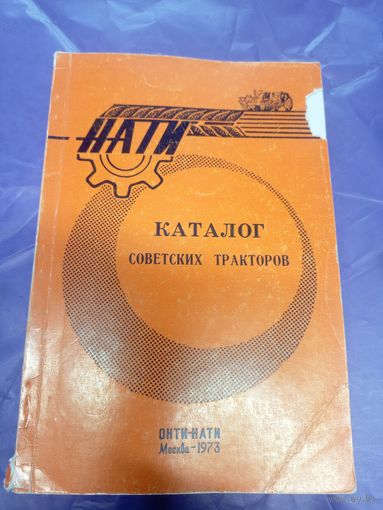 НАТИ
КАТАЛОГ
СОВЕТСКИХ ТРАКТОРОВ
ОНТИ-НАТИ
Москва-1973